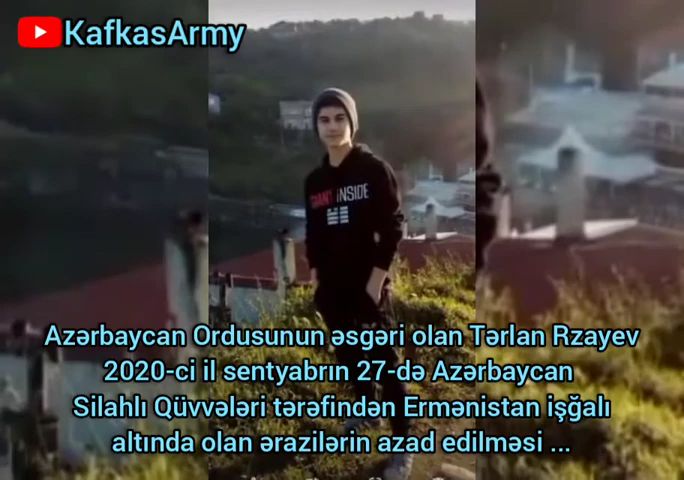 KafkasArmy
GIANT INSIDE
Azərbaycan Ordusunun əsgəri olan Tərlan Rzayev
2020-ci il sentyabrın 27-də Azərbaycan
Silahlı Qüvvələri tərəfindən Ermənistan işğalı
altında olan ərazilərin azad edilməsi ...